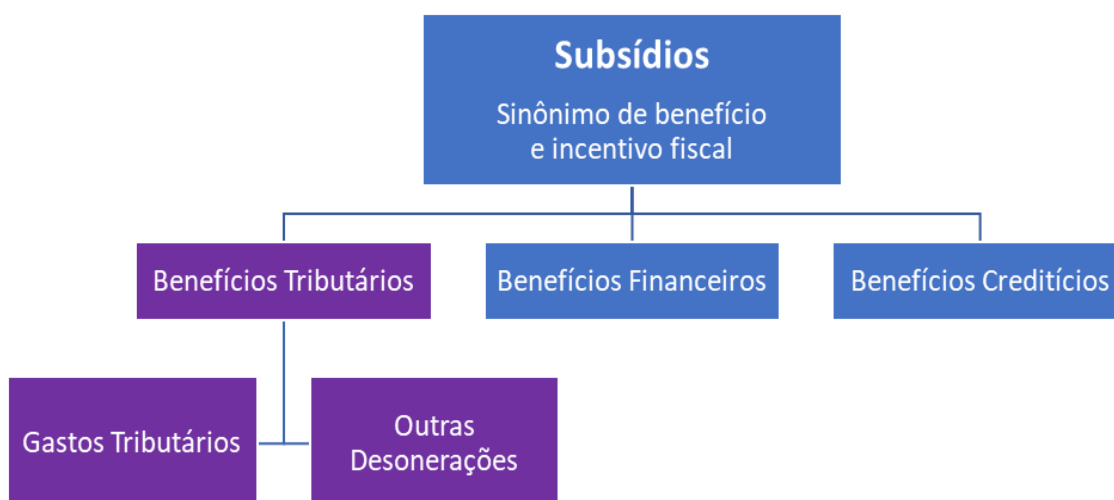 Subsídios
Sinônimo de benefício
e incentivo fiscal
Benefícios Tributários
Benefícios Financeiros
Benefícios Creditícios
Gastos Tributários
Outras
Desonerações